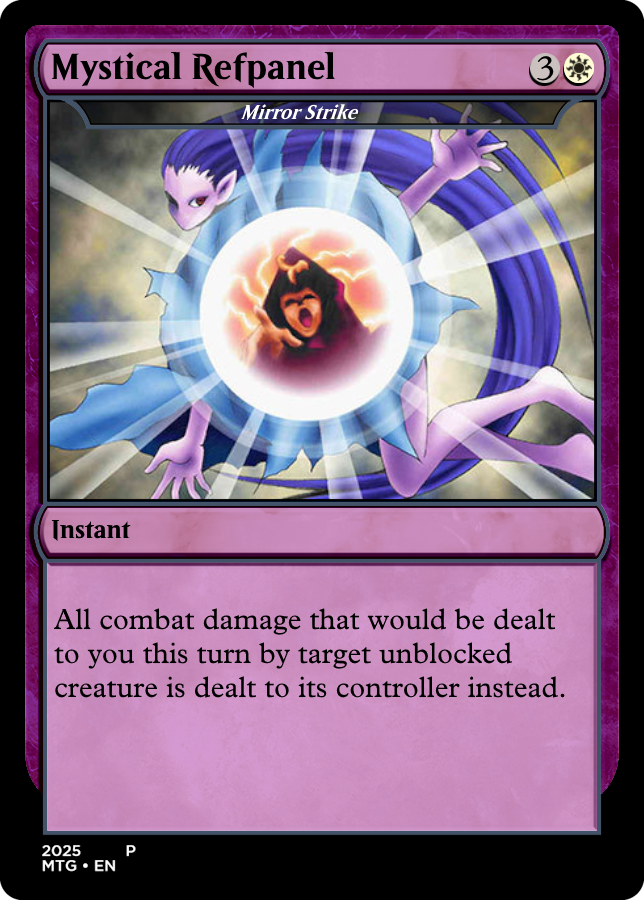 Mystical Refpanel
3
Mirror Strike
Instant
All combat damage that would be dealt
to you this turn by target unblocked
creature is dealt to its controller instead.
2025 P
MTG • EN